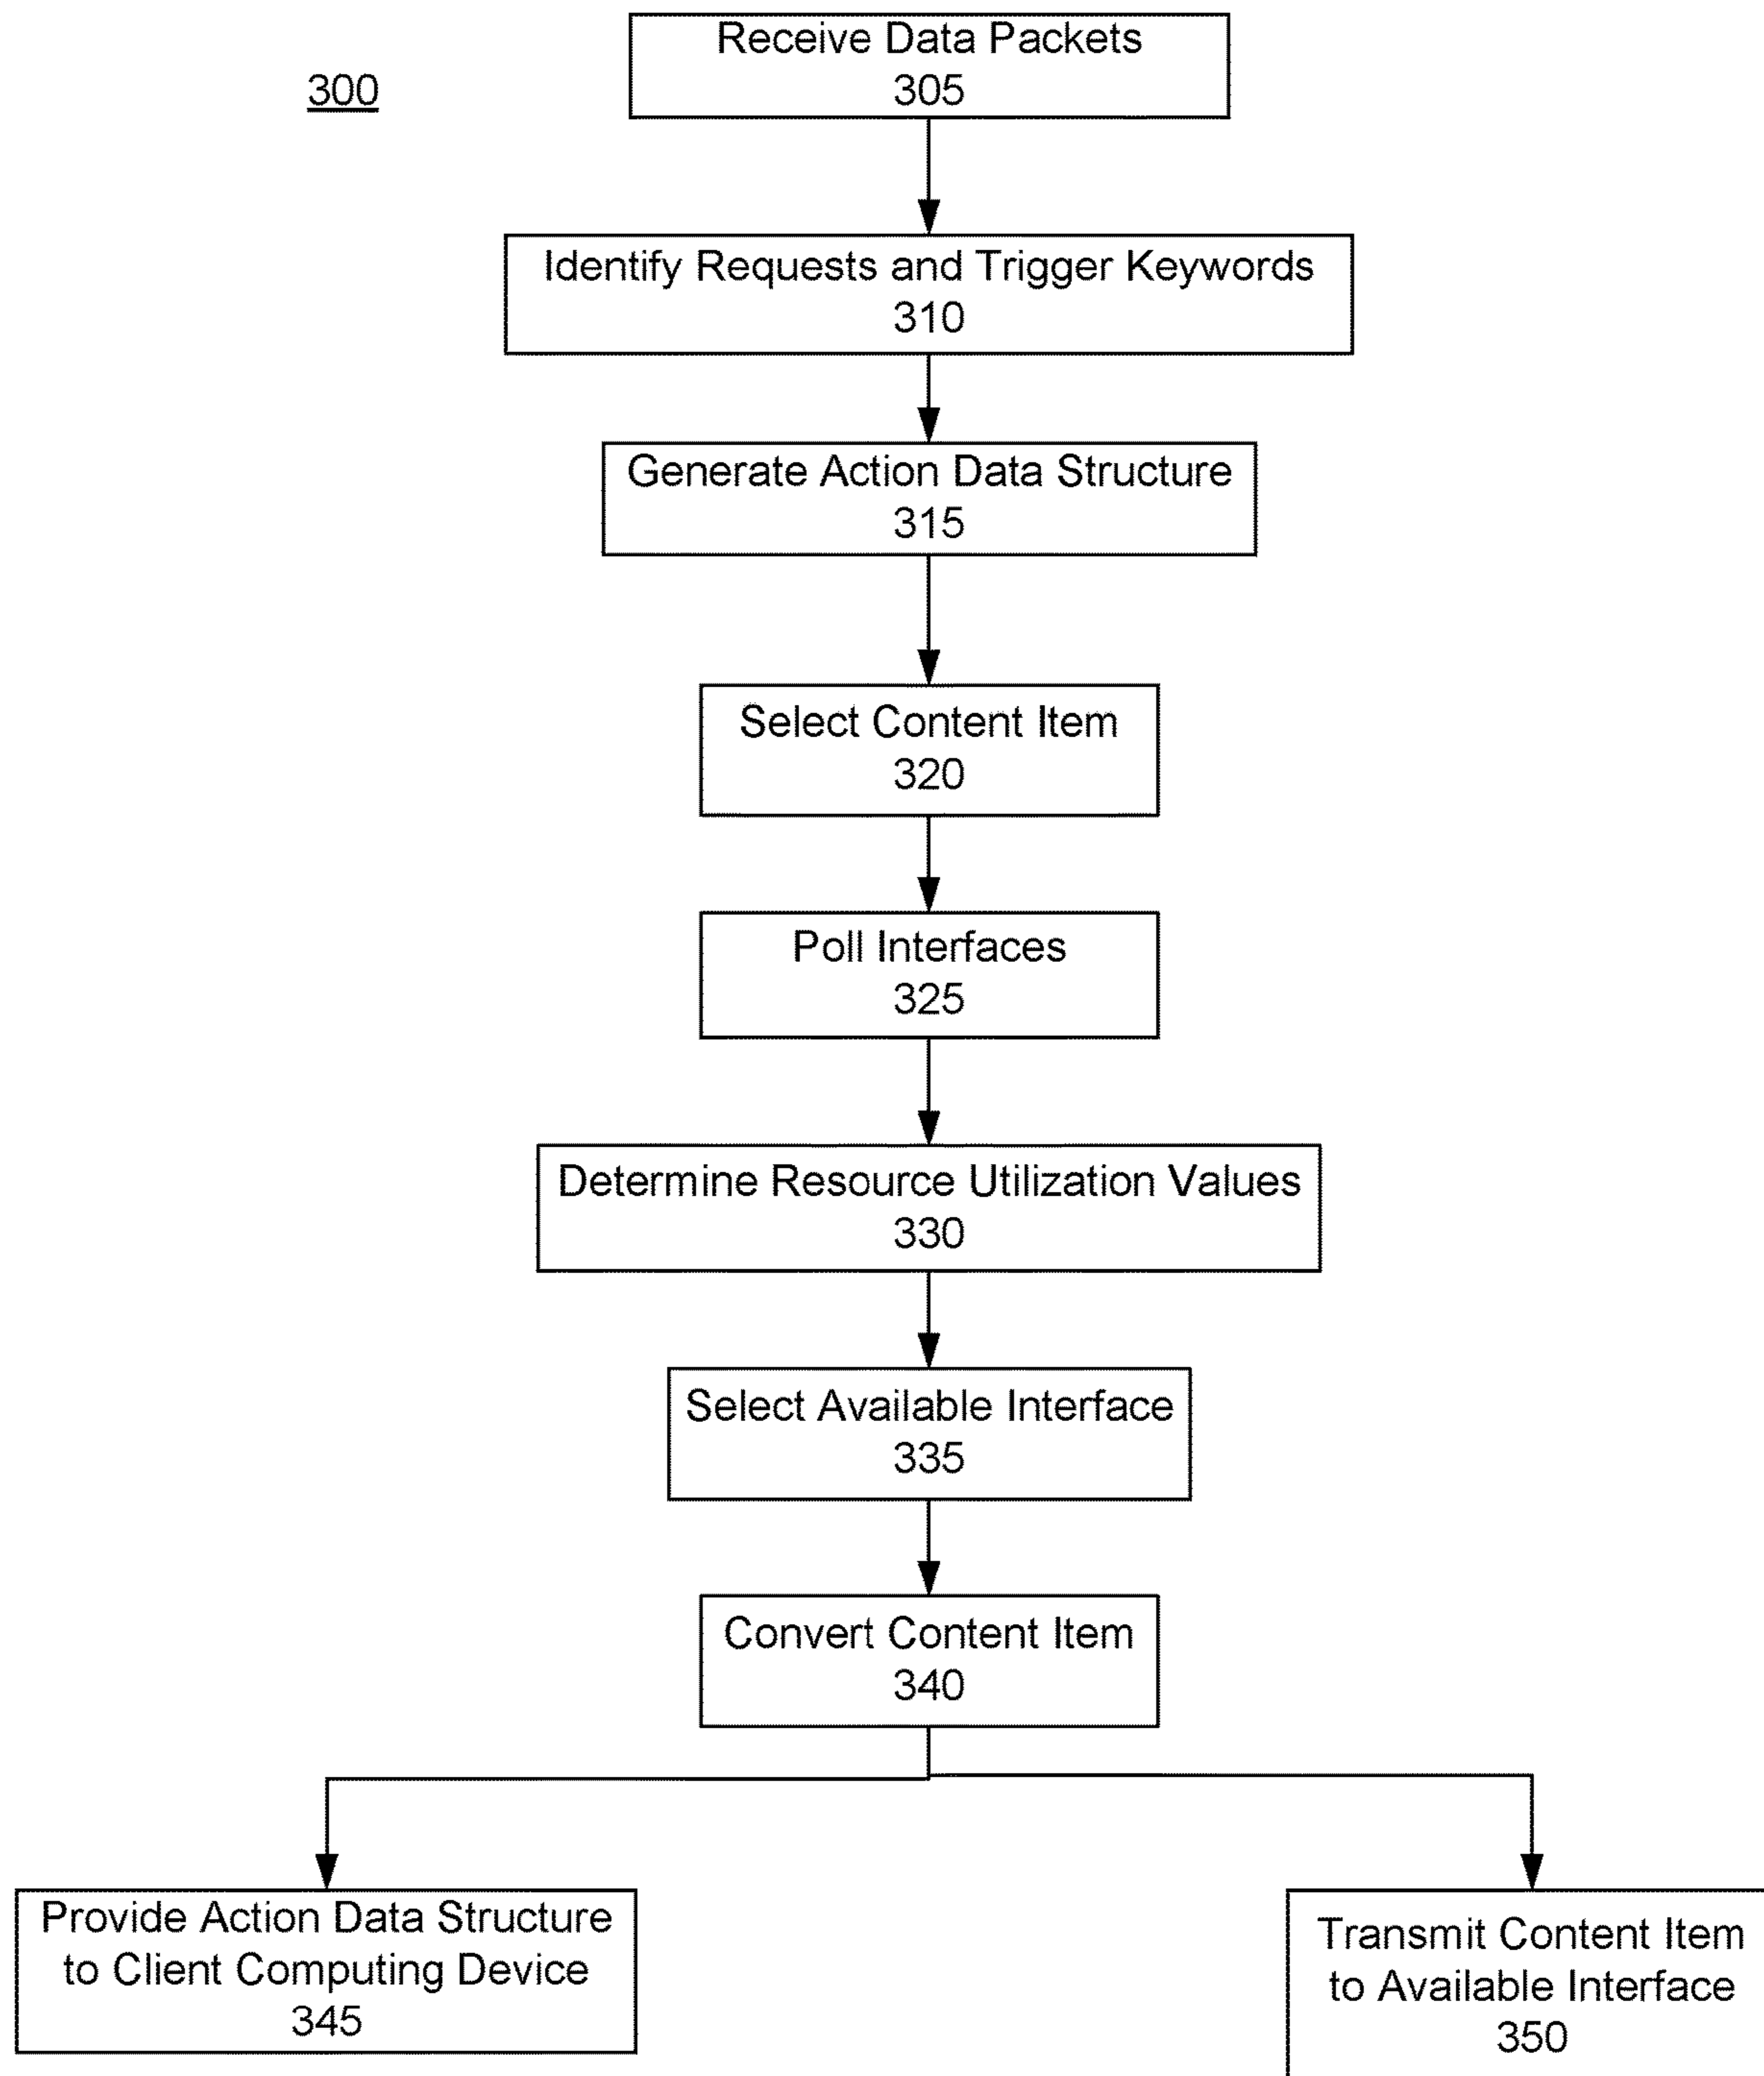 300
Receive Data Packets
305
Identify Requests and Trigger Keywords
310
Generate Action Data Structure
315
Select Content Item
320
Poll Interfaces
325
Determine Resource Utilization Values
330
Select Available Interface
335
Convert Content Item
340
Provide Action Data Structure
to Client Computing Device
345
Transmit Content Item
to Available Interface
350